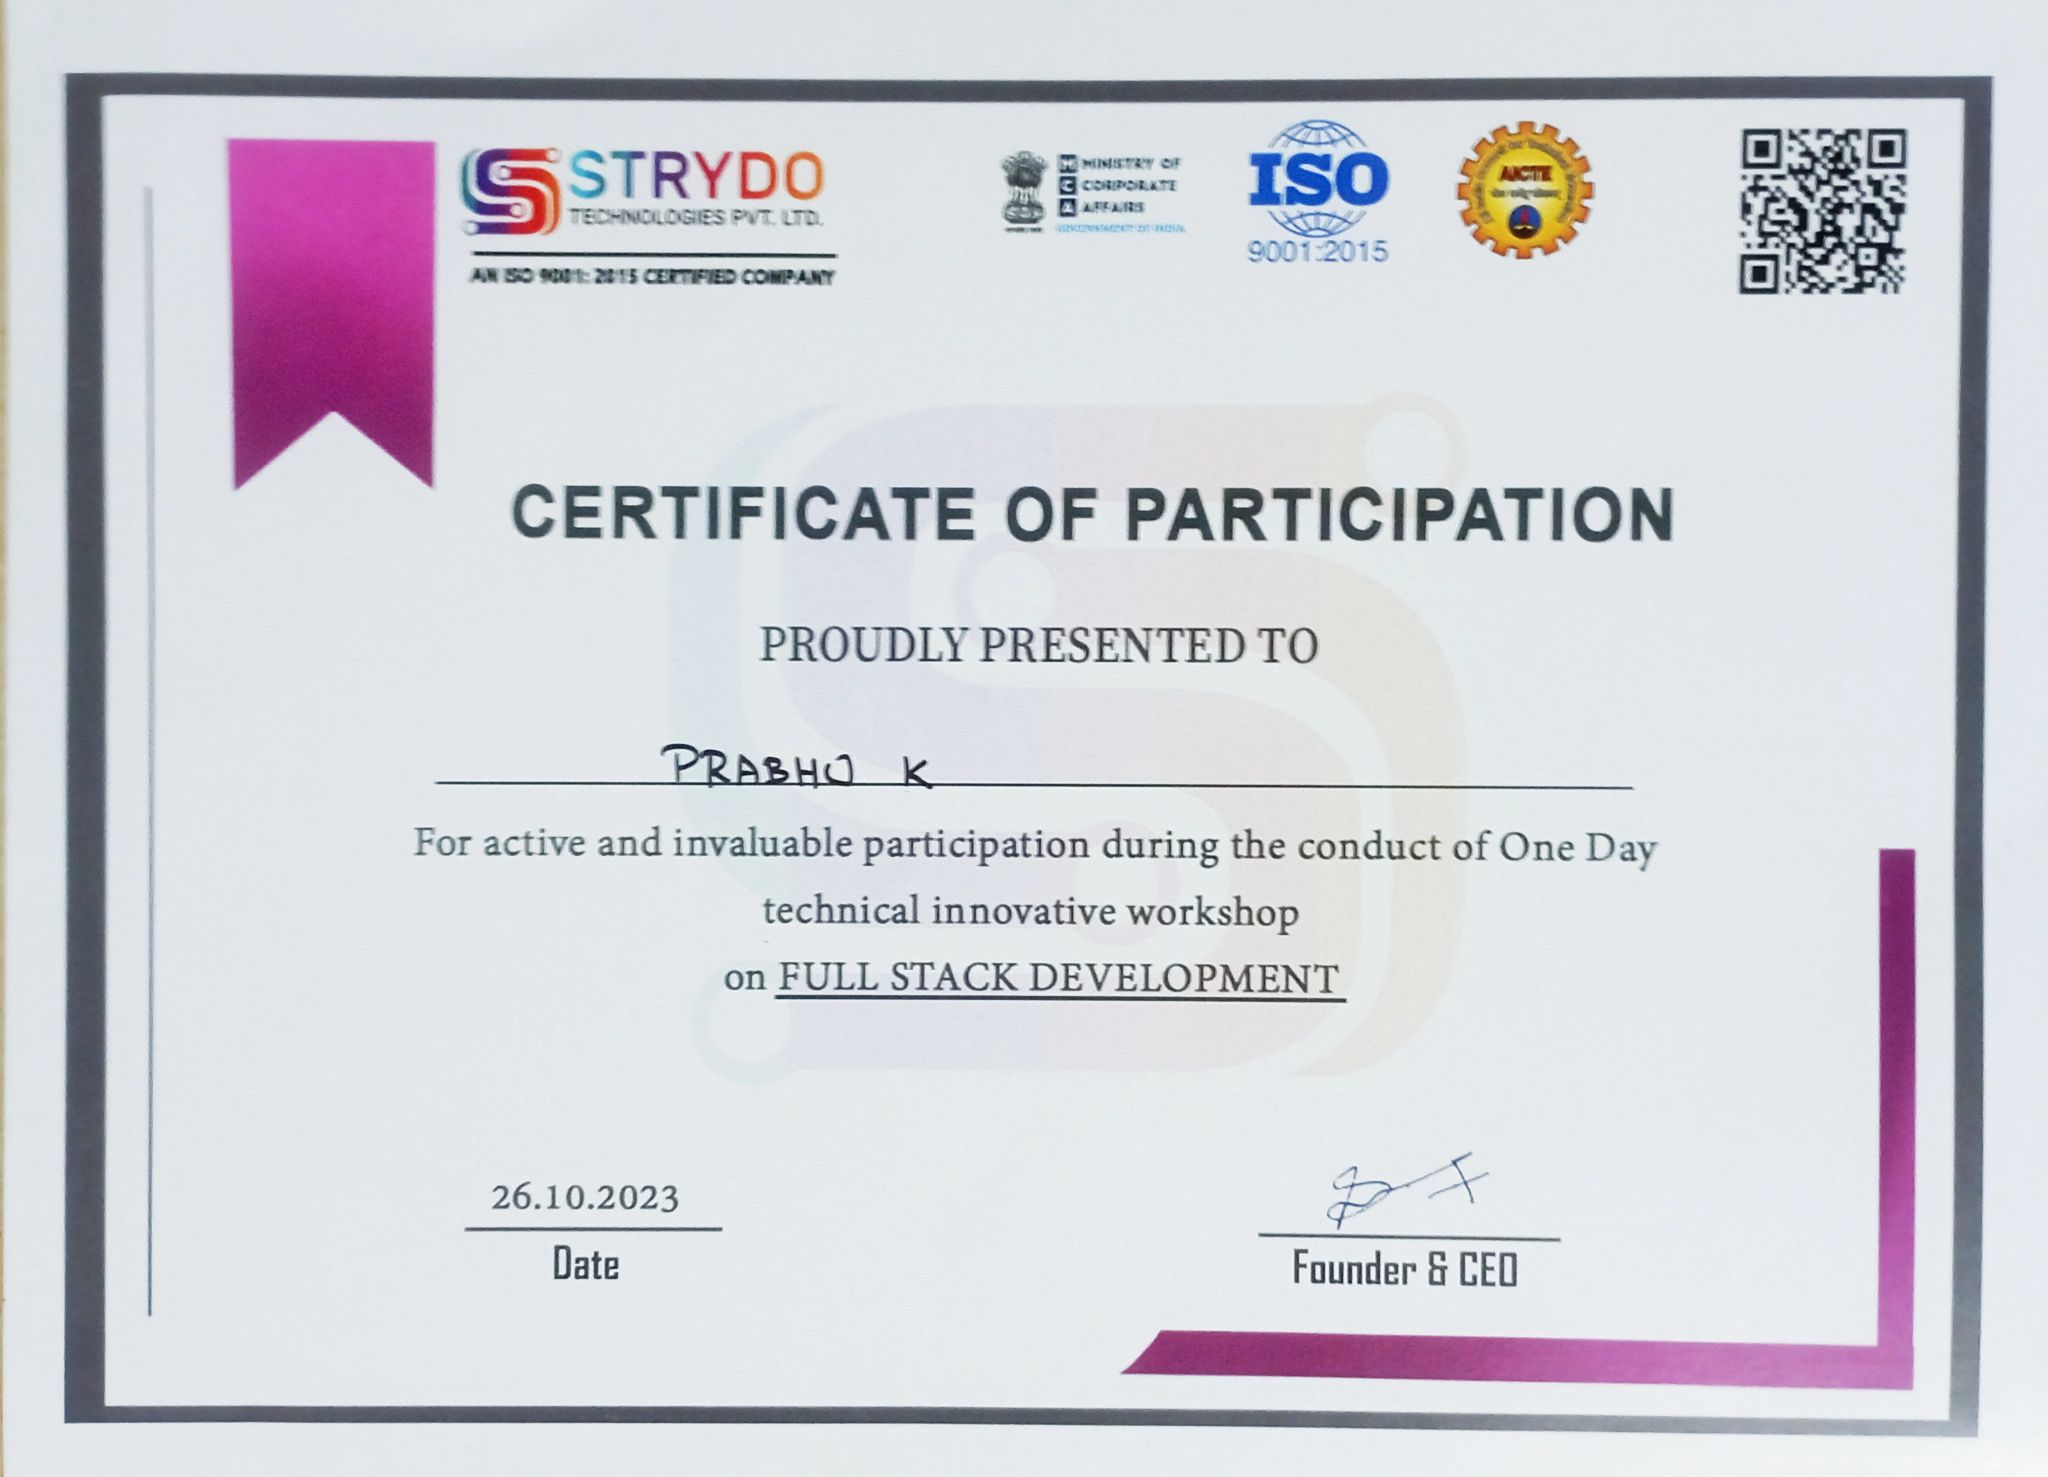 STRYDO
TECHNOLOGIES PVT. LTD.
AN ISO 9001: 2015 CERTIFIED COMPANY
MCA
MINISTRY OF
CORPORATE
AFFAIRS
GOVERNMENT OF INDIA
ISO
9001:2015
AICTE
CERTIFICATE OF PARTICIPATION
PROUDLY PRESENTED TO
PRABHU K
For active and invaluable participation during the conduct of One Day
technical innovative workshop
on FULL STACK DEVELOPMENT
26.10.2023
Date
Founder & CEO